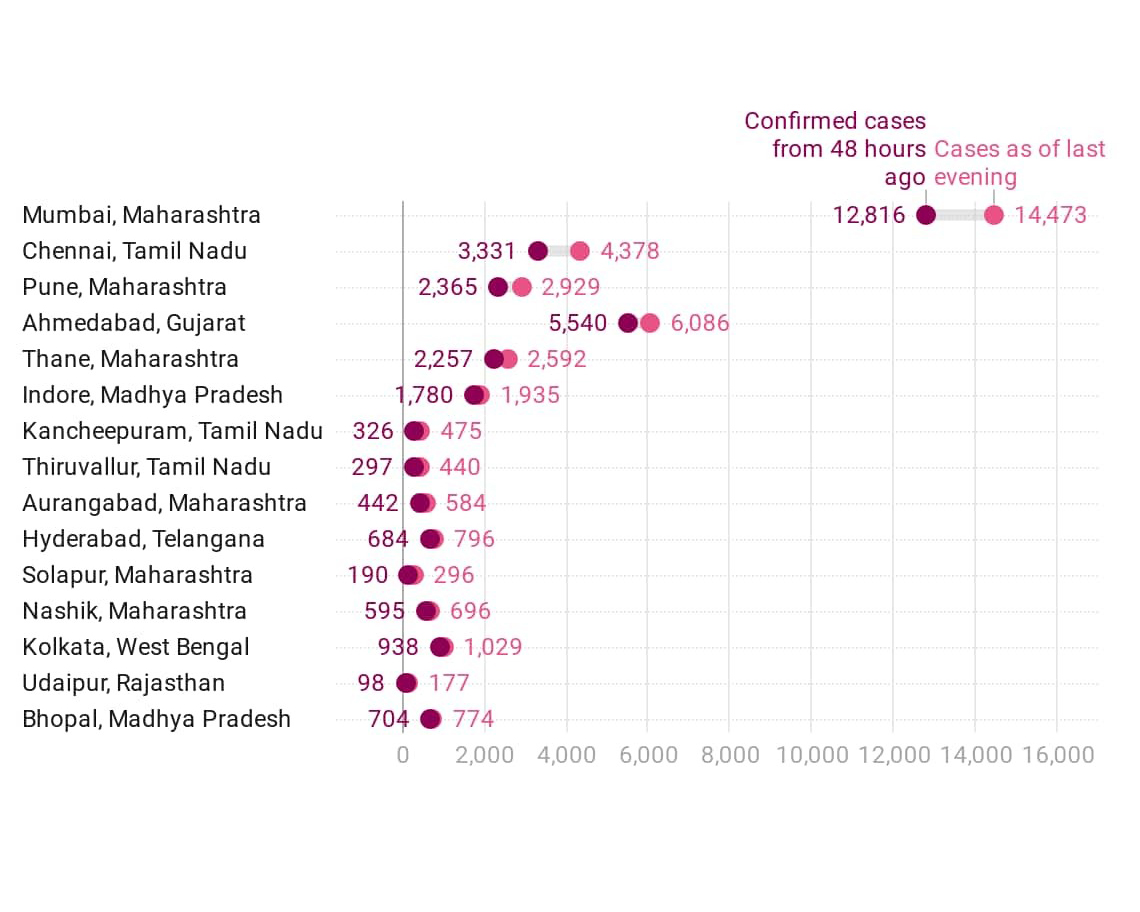 Confirmed cases
from 48 hours Cases as of last
ago evening
Mumbai, Maharashtra 12,816 14,473
Chennai, Tamil Nadu 3,331 4,378
Pune, Maharashtra 2,365 2,929
Ahmedabad, Gujarat 5,540 6,086
Thane, Maharashtra 2,257 2,592
Indore, Madhya Pradesh 1,780 1,935
Kancheepuram, Tamil Nadu 326 475
Thiruvallur, Tamil Nadu 297 440
Aurangabad, Maharashtra 442 584
Hyderabad, Telangana 684 796
Solapur, Maharashtra 190 296
Nashik, Maharashtra 595 696
Kolkata, West Bengal 938 1,029
Udaipur, Rajasthan 98 177
Bhopal, Madhya Pradesh 704 774
0 2,000 4,000 6,000 8,000 10,000 12,000 14,000 16,000